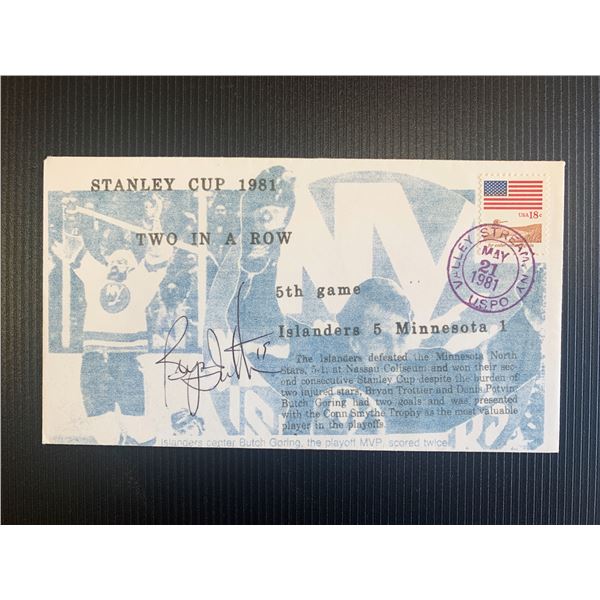 STANLEY CUP 1981
TWO IN A ROW
5th game
Islanders 5 Minnesota 1
The Islanders defeated the Minnesota North
Stars, 5-1, at Nassau Coliseum and won their sec-
ond consecutive Stanley Cup despite the burden of
two injured stars, Bryan Trottier and Denis Potvin.
Butch Goring had two goals and was presented
with the Conn Smythe Trophy as the most valuable
player in the playoffs.
Islanders center Butch Goring, the playoff MVP, scored twice
USA 18c
VALLEY STREAM, NY
MAY
21
1981
USPO
NY